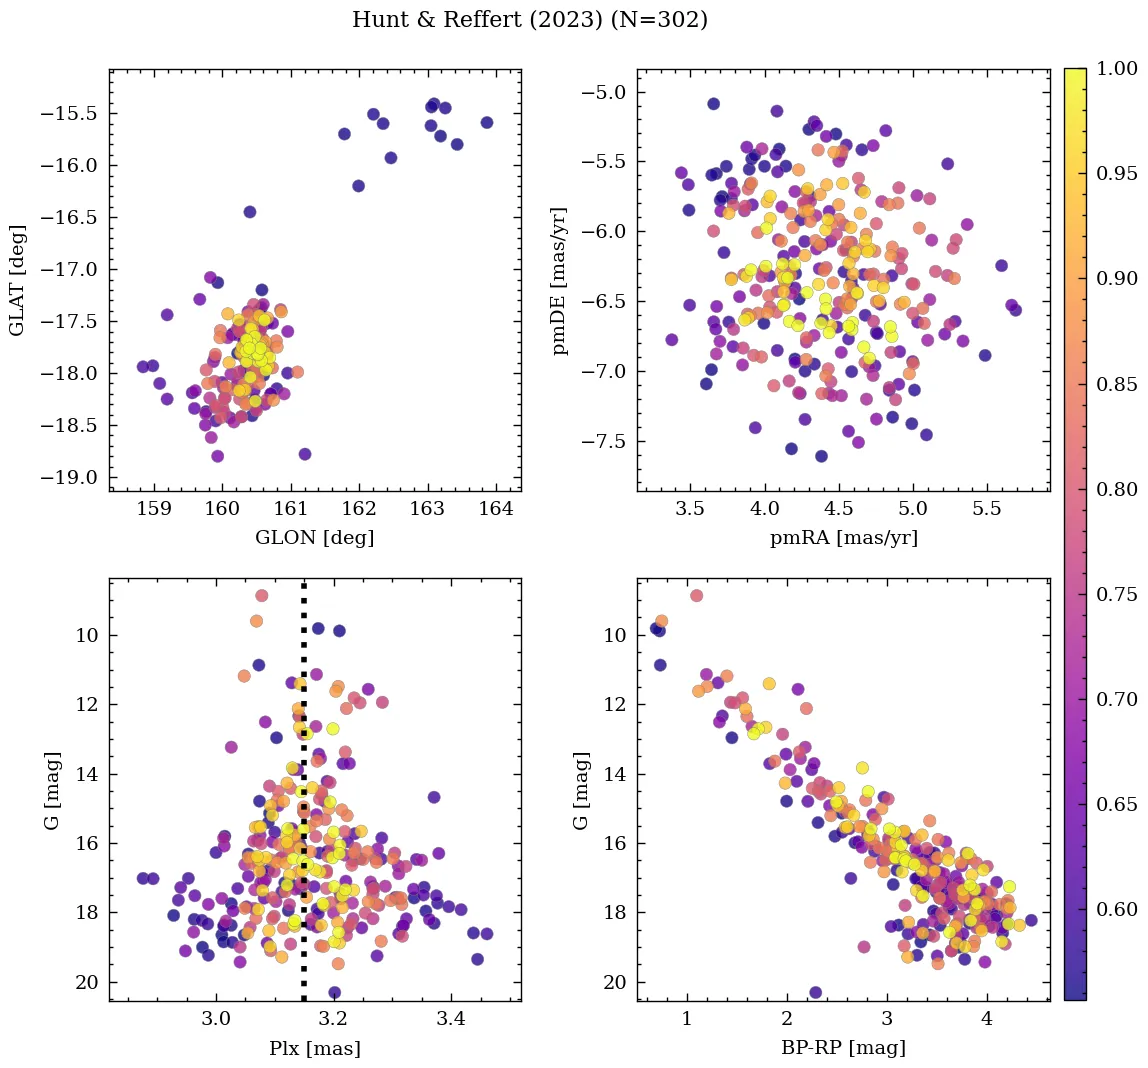 Hunt & Reffert (2023) (N=302)
−15.5
−16.0
−16.5
−17.0
−17.5
−18.0
−18.5
−19.0
GLAT [deg]
159 160 161 162 163 164
GLON [deg]
−5.0
−5.5
−6.0
−6.5
−7.0
−7.5
pmDE [mas/yr]
3.5 4.0 4.5 5.0 5.5
pmRA [mas/yr]
10
12
14
16
18
20
G [mag]
3.0 3.2 3.4
Plx [mas]
10
12
14
16
18
20
G [mag]
1 2 3 4
BP-RP [mag]
1.00
0.95
0.90
0.85
0.80
0.75
0.70
0.65
0.60